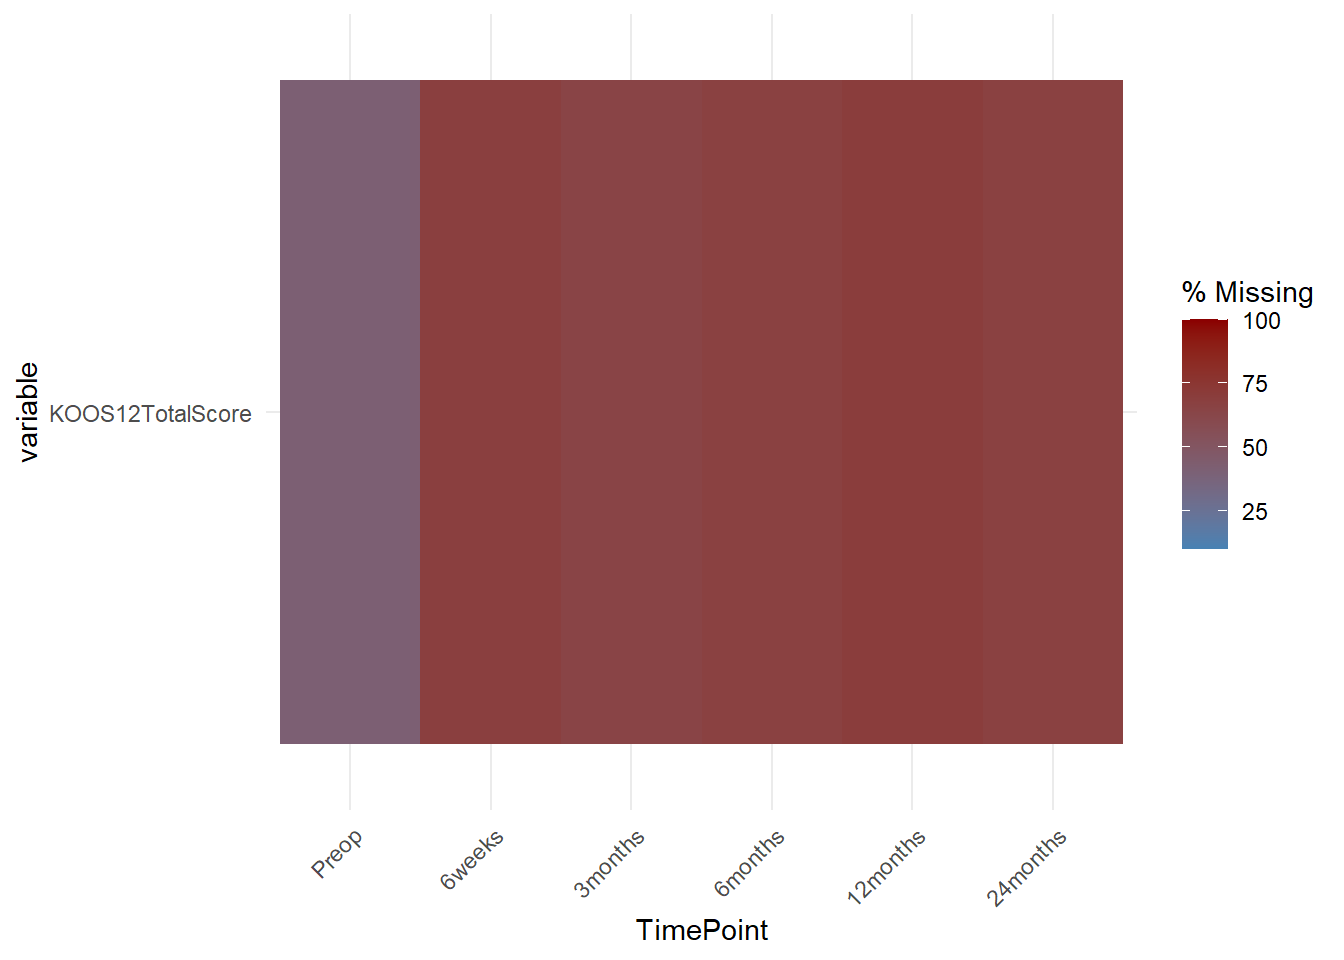 variable
KOOS12TotalScore
Preop
6weeks
3months
6months
12months
24months
TimePoint
% Missing
100
75
50
25